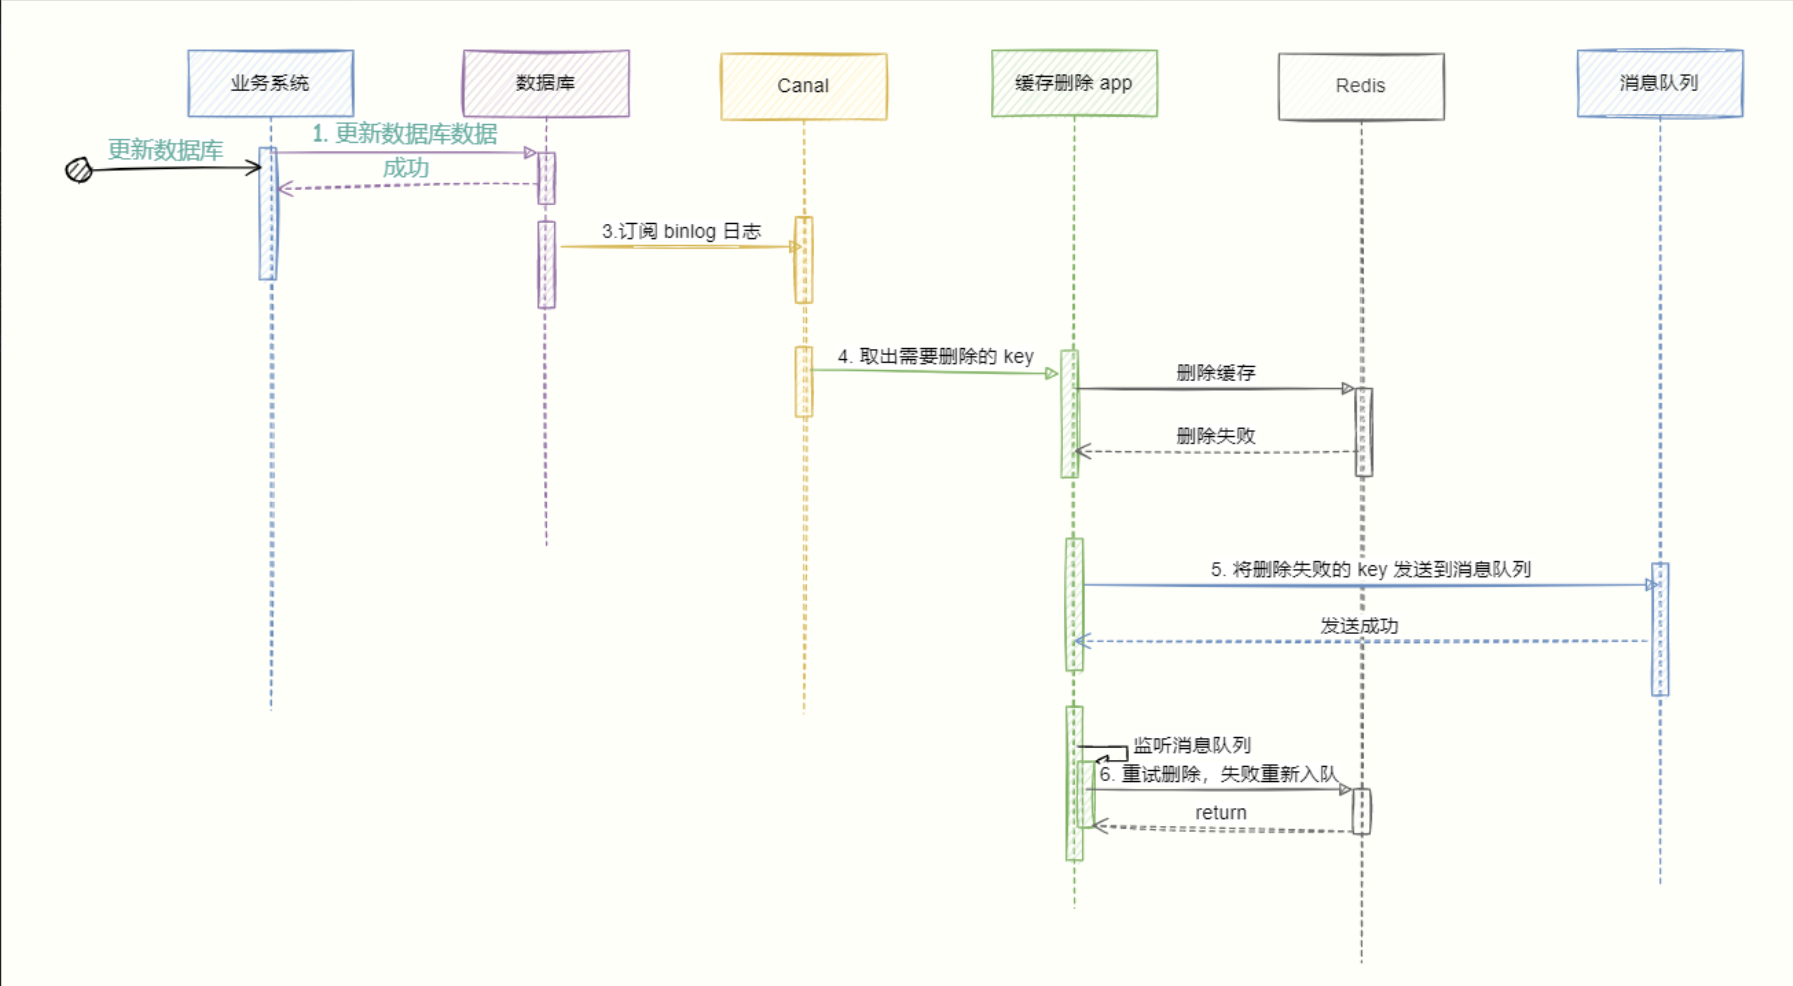 业务系统
数据库
Canal
缓存删除 app
Redis
消息队列
更新数据库
1. 更新数据库数据
成功
3.订阅 binlog 日志
4. 取出需要删除的 key
删除缓存
删除失败
5. 将删除失败的 key 发送到消息队列
发送成功
监听消息队列
6. 重试删除，失败重新入队
return